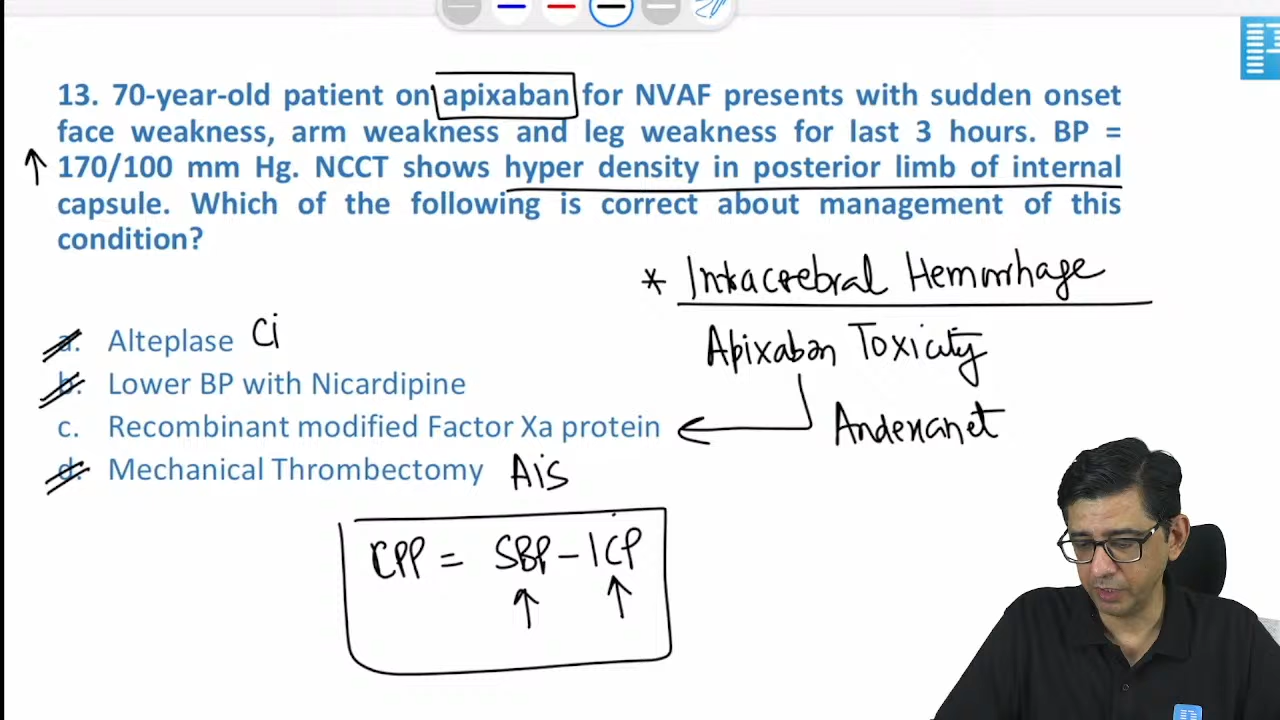 13. 70-year-old patient on apixaban for NVAF presents with sudden onset
face weakness, arm weakness and leg weakness for last 3 hours. BP =
170/100 mm Hg. NCCT shows hyper density in posterior limb of internal
capsule. Which of the following is correct about management of this
condition?
* Intracrebral Hemorrhage
a. Alteplase Ci
Apixaban Toxicity
b. Lower BP with Nicardipine
c. Recombinant modified Factor Xa protein
Andexanet
d. Mechanical Thrombectomy AiS
CPP = SBP - ICP